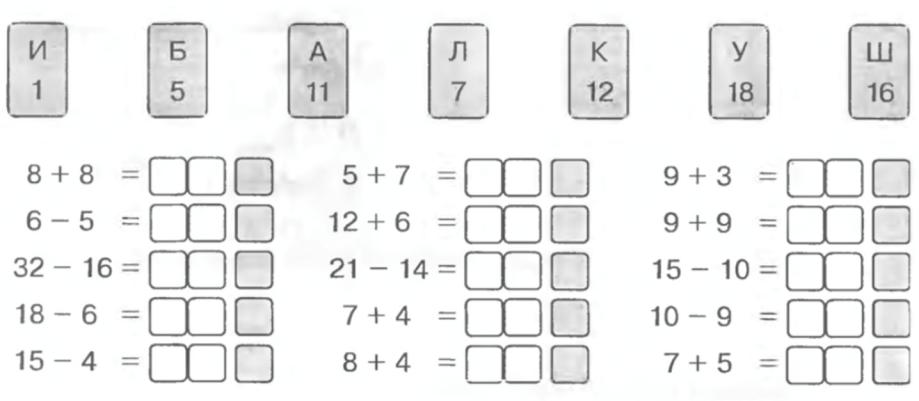 И Б А Л К У Ш
1 5 11 7 12 18 16
8 + 8 = 5 + 7 = 9 + 3 =
6 − 5 = 12 + 6 = 9 + 9 =
32 − 16 = 21 − 14 = 15 − 10 =
18 − 6 = 7 + 4 = 10 − 9 =
15 − 4 = 8 + 4 = 7 + 5 =